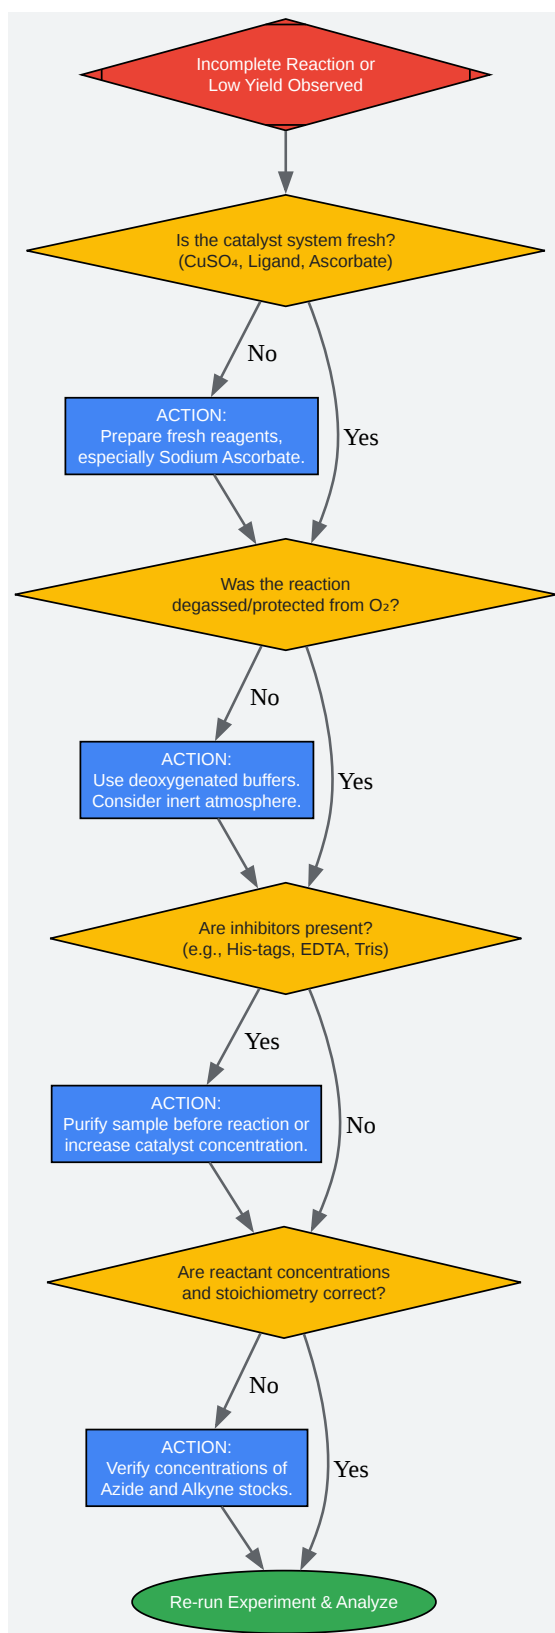 Incomplete Reaction or
Low Yield Observed
Is the catalyst system fresh?
(CuSO₄, Ligand, Ascorbate)
No
ACTION:
Prepare fresh reagents,
especially Sodium Ascorbate.
Yes
Was the reaction
degassed/protected from O₂?
No
ACTION:
Use deoxygenated buffers.
Consider inert atmosphere.
Yes
Are inhibitors present?
(e.g., His-tags, EDTA, Tris)
Yes
ACTION:
Purify sample before reaction or
increase catalyst concentration.
No
Are reactant concentrations
and stoichiometry correct?
No
ACTION:
Verify concentrations of
Azide and Alkyne stocks.
Yes
Re-run Experiment & Analyze